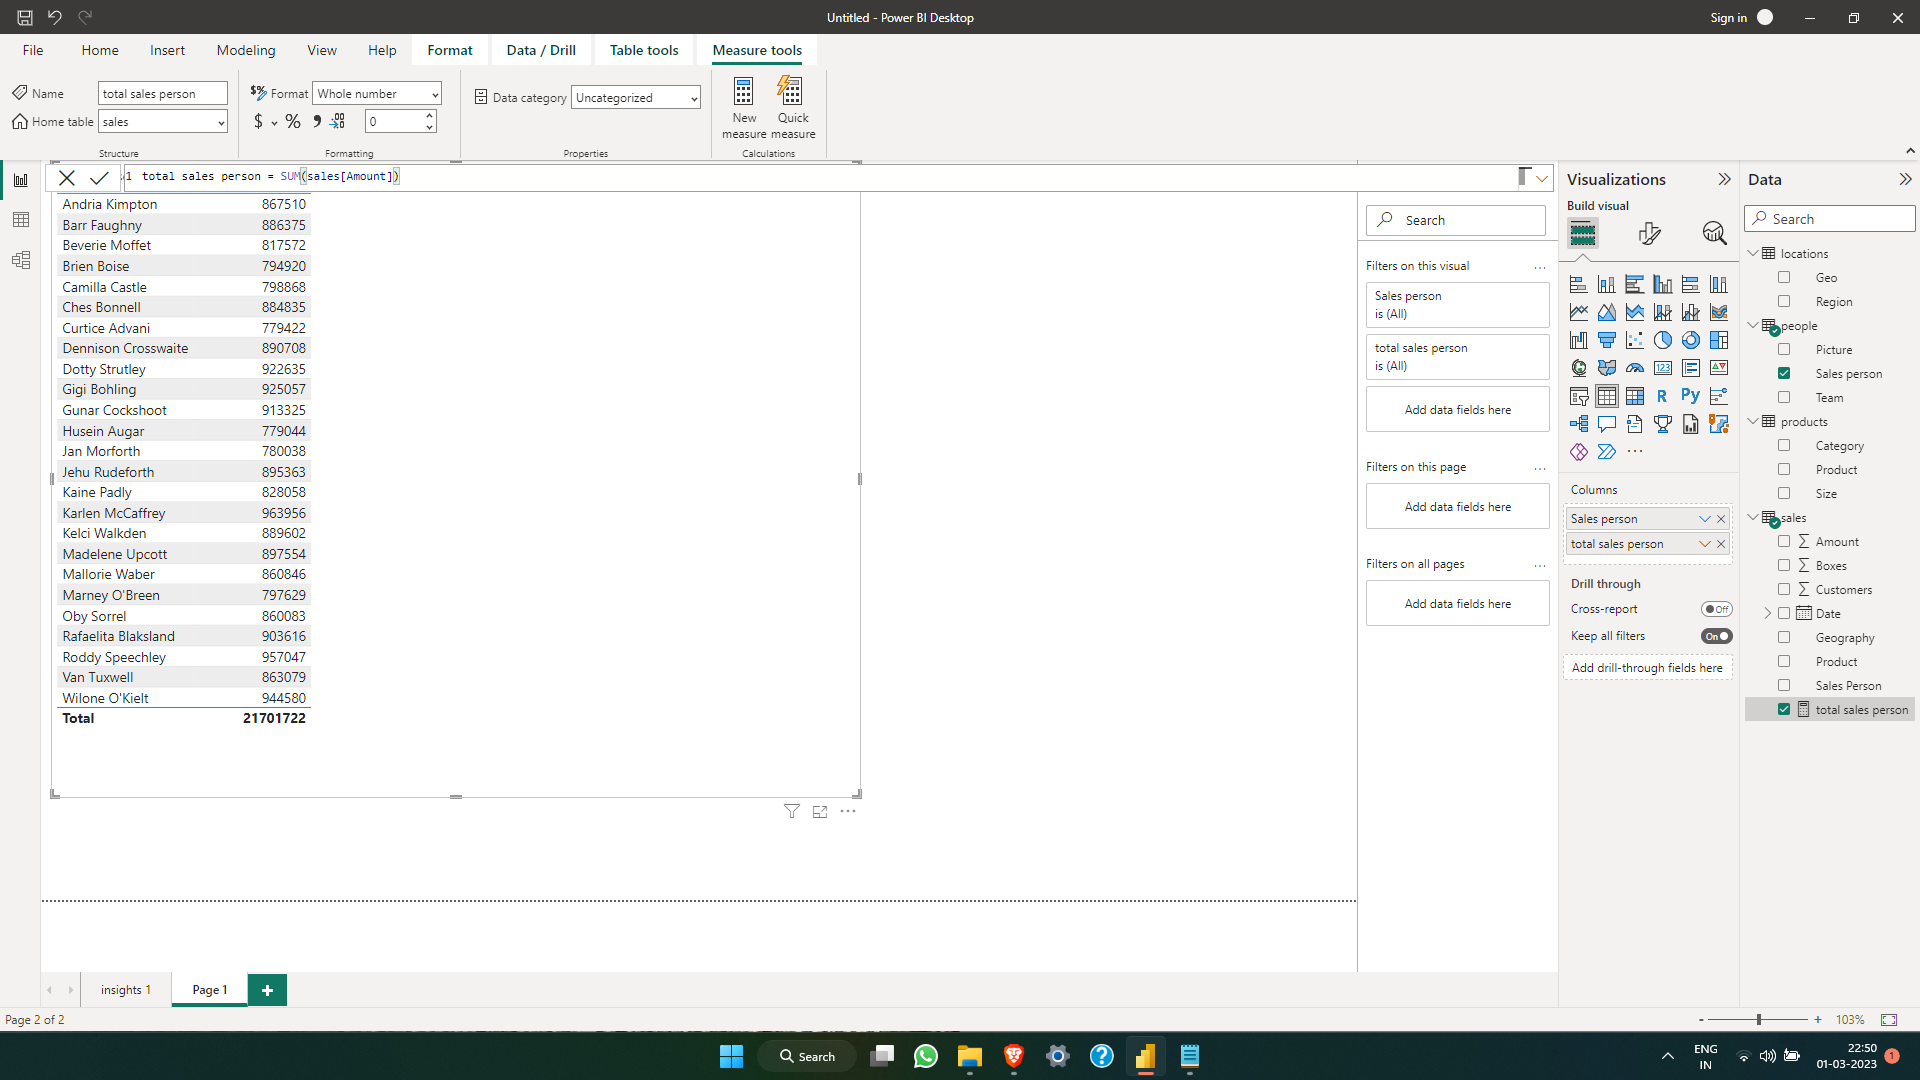 Untitled - Power BI Desktop
Sign in
File Home Insert Modeling View Help Format Data / Drill Table tools Measure tools
Name total sales person
Home table sales
Structure
Format Whole number
$ % 0
Formatting
Data category Uncategorized
Properties
New measure
Quick measure
Calculations
1 total sales person = SUM(sales[Amount])
Andria Kimpton 867510
Barr Faughny 886375
Beverie Moffet 817572
Brien Boise 794920
Camilla Castle 798868
Ches Bonnell 884835
Curtice Advani 779422
Dennison Crosswaite 890708
Dotty Strutley 922635
Gigi Bohling 925057
Gunar Cockshoot 913325
Husein Augar 779044
Jan Morforth 780038
Jehu Rudeforth 895363
Kaine Padly 828058
Karlen McCaffrey 963956
Kelci Walkden 889602
Madelene Upcott 897554
Mallorie Waber 860846
Marney O'Breen 797629
Oby Sorrel 860083
Rafaelita Blaksland 903616
Roddy Speechley 957047
Van Tuxwell 863079
Wilone O'Kielt 944580
Total 21701722
Search
Filters on this visual ...
Sales person
is (All)
total sales person
is (All)
Add data fields here
Filters on this page ...
Add data fields here
Filters on all pages ...
Add data fields here
Visualizations
Build visual
123
R Py
...
Columns
Sales person
total sales person
Drill through
Cross-report Off
Keep all filters On
Add drill-through fields here
Data
Search
locations
Geo
Region
people
Picture
Sales person
Team
products
Category
Product
Size
sales
Σ Amount
Σ Boxes
Σ Customers
Date
Geography
Product
Sales Person
total sales person
insights 1 Page 1 +
Page 2 of 2
- + 103%
Search
ENG
IN
22:50
01-03-2023
1